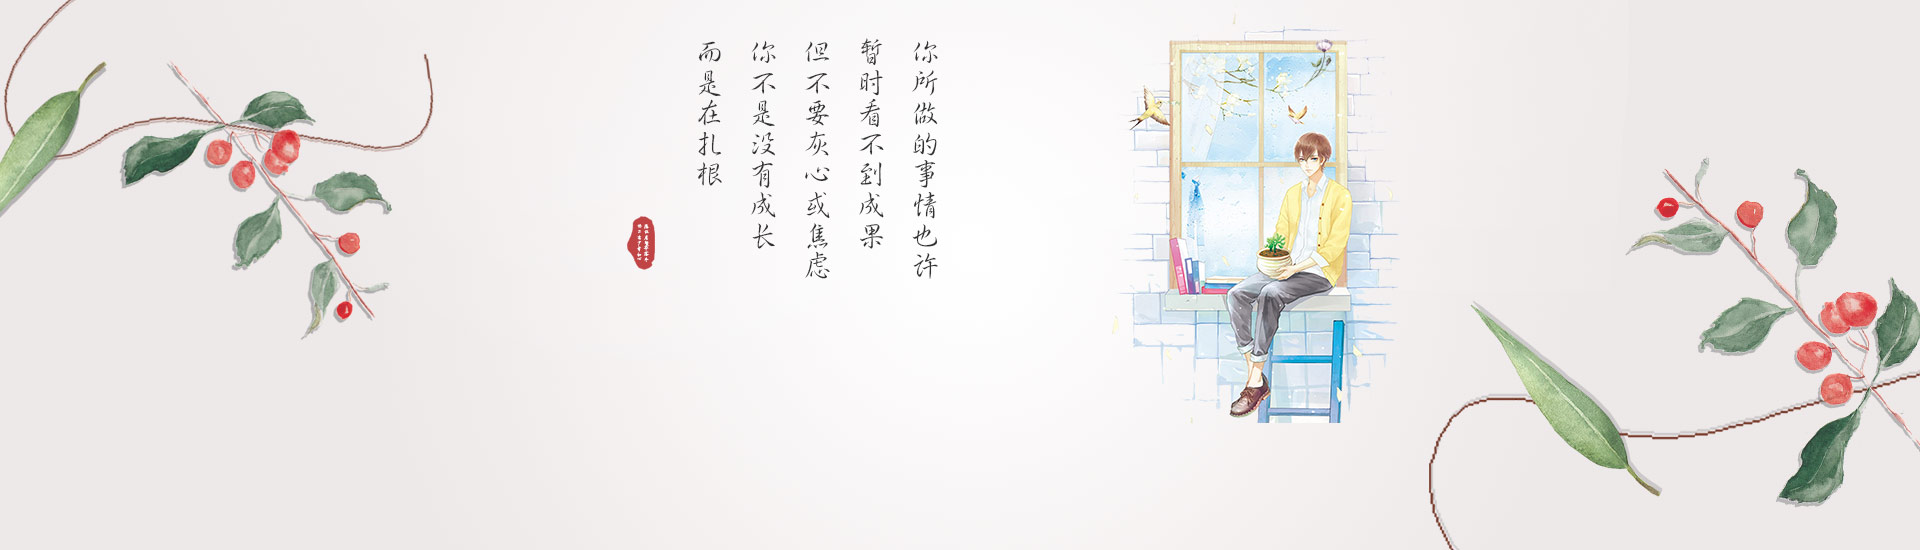 你所做的事情也许
暂时看不到成果
但不要灰心或焦虑
你不是没有成长
而是在扎根